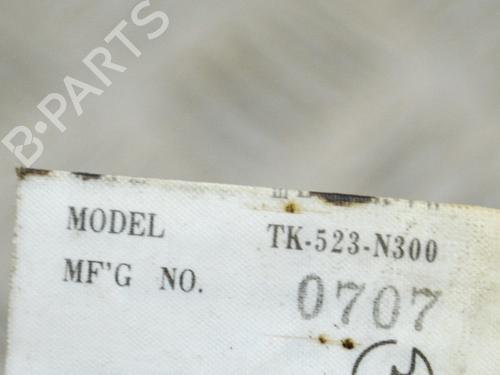 B-PARTS
MODEL TK-523-N300
MF'G NO. 0707